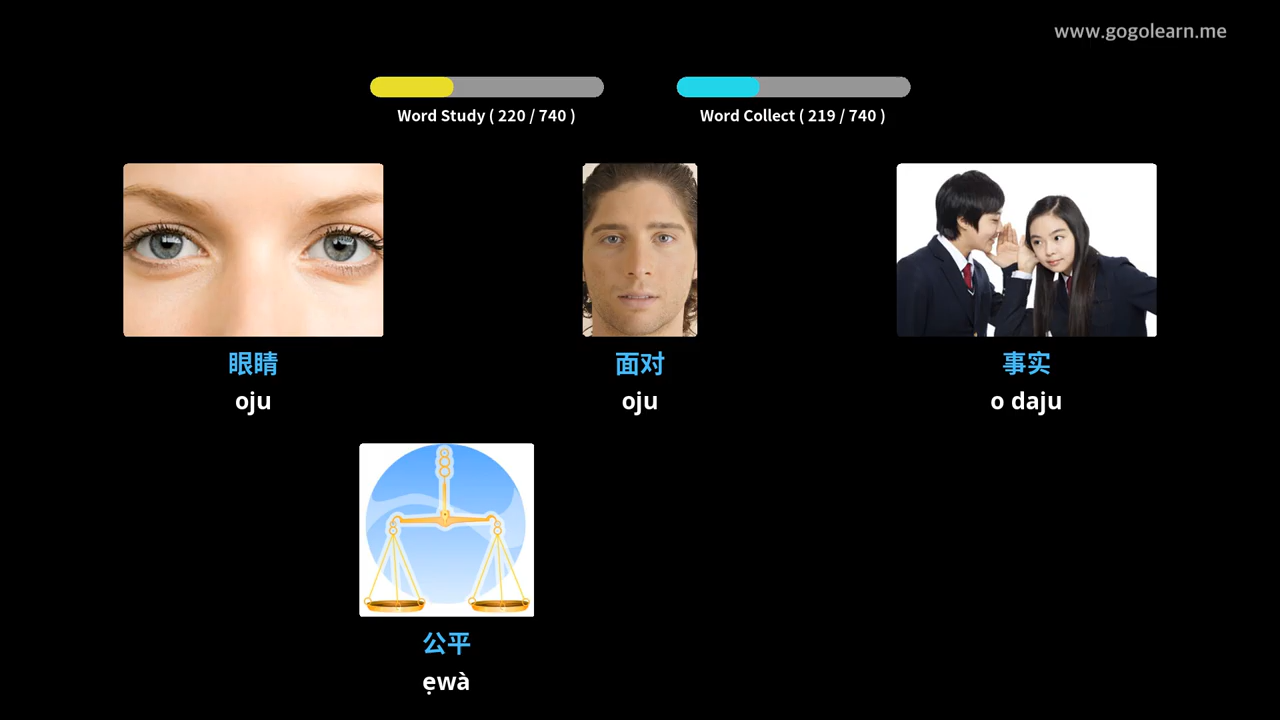 www.gogolearn.me
Word Study ( 220 / 740 )
Word Collect ( 219 / 740 )
眼睛
oju
面对
oju
事实
o daju
公平
ẹwà